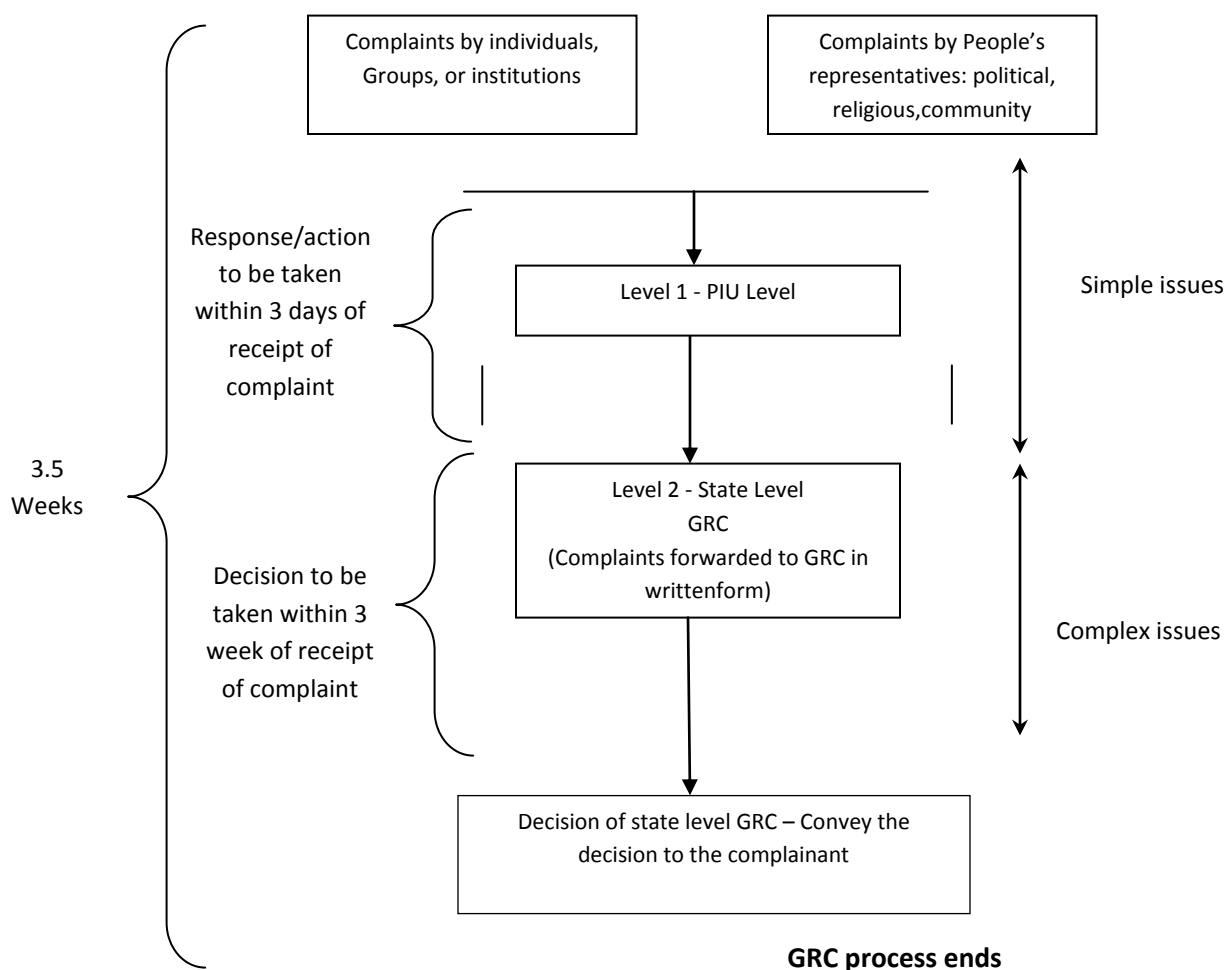 Complaints by individuals,
Groups, or institutions
Complaints by People’s
representatives: political,
religious,community
Response/action
to be taken
within 3 days of
receipt of
complaint
Level 1 - PIU Level
Simple issues
3.5
Weeks
Level 2 - State Level
GRC
(Complaints forwarded to GRC in
writtenform)
Decision to be
taken within 3
week of receipt
of complaint
Complex issues
Decision of state level GRC – Convey the
decision to the complainant
GRC process ends